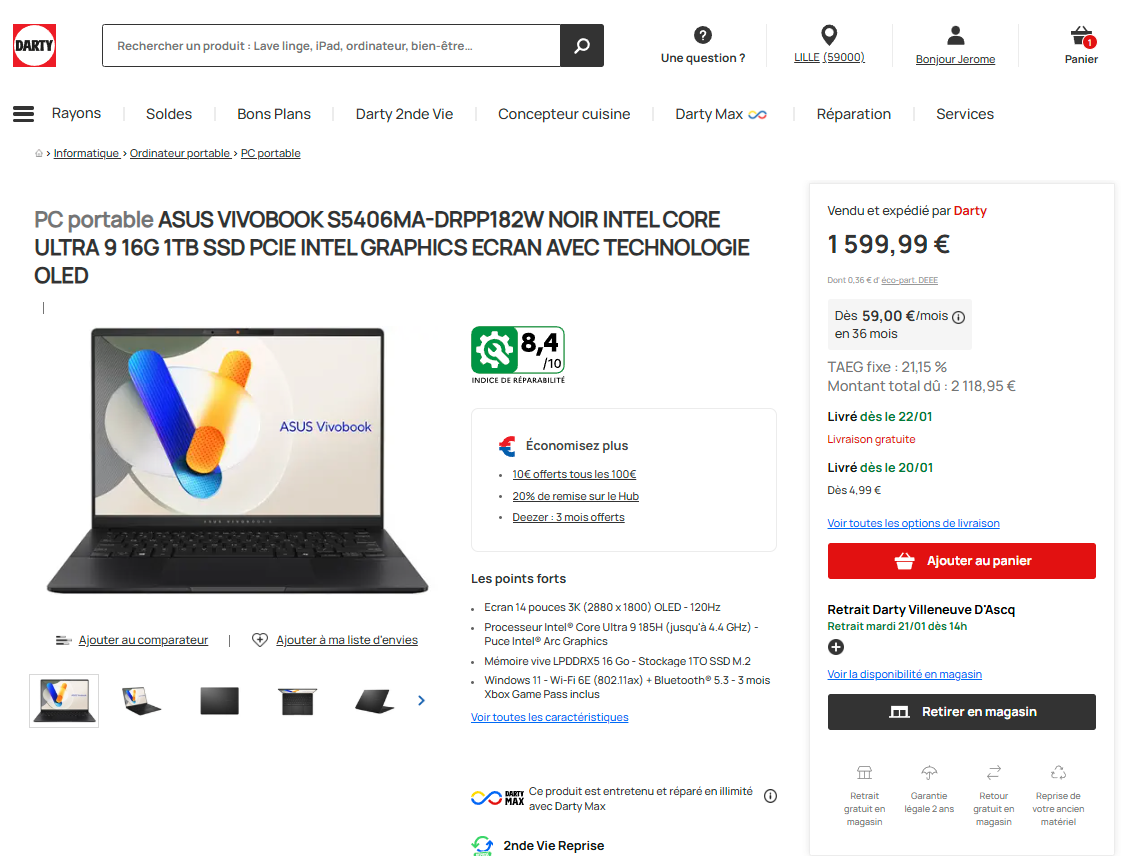 DARTY
Rechercher un produit : Lave linge, iPad, ordinateur, bien-être...
Une question ?
LILLE (59000)
Bonjour Jerome
1
Panier
Rayons
Soldes
Bons Plans
Darty 2nde Vie
Concepteur cuisine
Darty Max
Réparation
Services
> Informatique > Ordinateur portable > PC portable
PC portable ASUS VIVOBOOK S5406MA-DRPP182W NOIR INTEL CORE
ULTRA 9 16G 1TB SSD PCIE INTEL GRAPHICS ECRAN AVEC TECHNOLOGIE
OLED
|
ASUS Vivobook
Ajouter au comparateur
|
Ajouter à ma liste d'envies
8,4
/10
INDICE DE RÉPARABILITÉ
Économisez plus
• 10€ offerts tous les 100€
• 20% de remise sur le Hub
• Deezer : 3 mois offerts
Les points forts
• Ecran 14 pouces 3K (2880 x 1800) OLED - 120Hz
• Processeur Intel® Core Ultra 9 185H (jusqu'à 4.4 GHz) -
Puce Intel® Arc Graphics
• Mémoire vive LPDDRX5 16 Go - Stockage 1TO SSD M.2
• Windows 11 - Wi-Fi 6E (802.11ax) + Bluetooth® 5.3 - 3 mois
Xbox Game Pass inclus
Voir toutes les caractéristiques
DARTY
MAX
Ce produit est entretenu et réparé en illimité
avec Darty Max
2nde Vie Reprise
Vendu et expédié par Darty
1 599,99 €
Dont 0,36 € d' éco-part. DEEE
Dès 59,00 €/mois
en 36 mois
TAEG fixe : 21,15 %
Montant total dû : 2 118,95 €
Livré dès le 22/01
Livraison gratuite
Livré dès le 20/01
Dès 4,99 €
Voir toutes les options de livraison
Ajouter au panier
Retrait Darty Villeneuve D'Ascq
Retrait mardi 21/01 dès 14h
Voir la disponibilité en magasin
Retirer en magasin
Retrait
gratuit en
magasin
Garantie
légale 2 ans
Retour
gratuit en
magasin
Reprise de
votre ancien
matériel